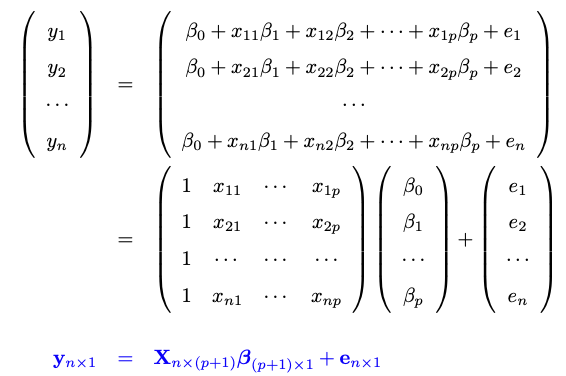 y₁ = β₀ + x₁₁β₁ + x₁₂β₂ + ⋯ + x₁ₚβₚ + e₁
y₂ β₀ + x₂₁β₁ + x₂₂β₂ + ⋯ + x₂ₚβₚ + e₂
⋯ ⋯
yₙ β₀ + xₙ₁β₁ + xₙ₂β₂ + ⋯ + xₙₚβₚ + eₙ
= 1 x₁₁ ⋯ x₁ₚ β₀ + e₁
1 x₂₁ ⋯ x₂ₚ β₁ e₂
1 ⋯ ⋯ ⋯ ⋯ ⋯
1 xₙ₁ ⋯ xₙₚ βₚ eₙ
𝐲ₙ×₁ = 𝐗ₙ×₍ₚ₊₁₎𝜷₍ₚ₊₁₎×₁ + 𝐞ₙ×₁